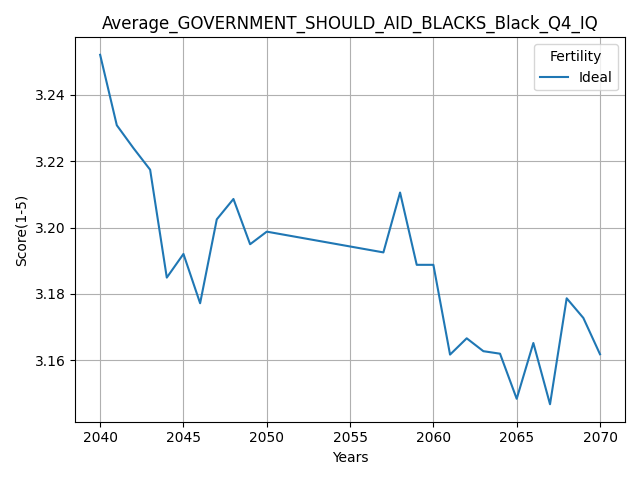 Average_GOVERNMENT_SHOULD_AID_BLACKS_Black_Q4_IQ
Fertility
Ideal
Score(1-5)
3.24
3.22
3.20
3.18
3.16
2040 2045 2050 2055 2060 2065 2070
Years